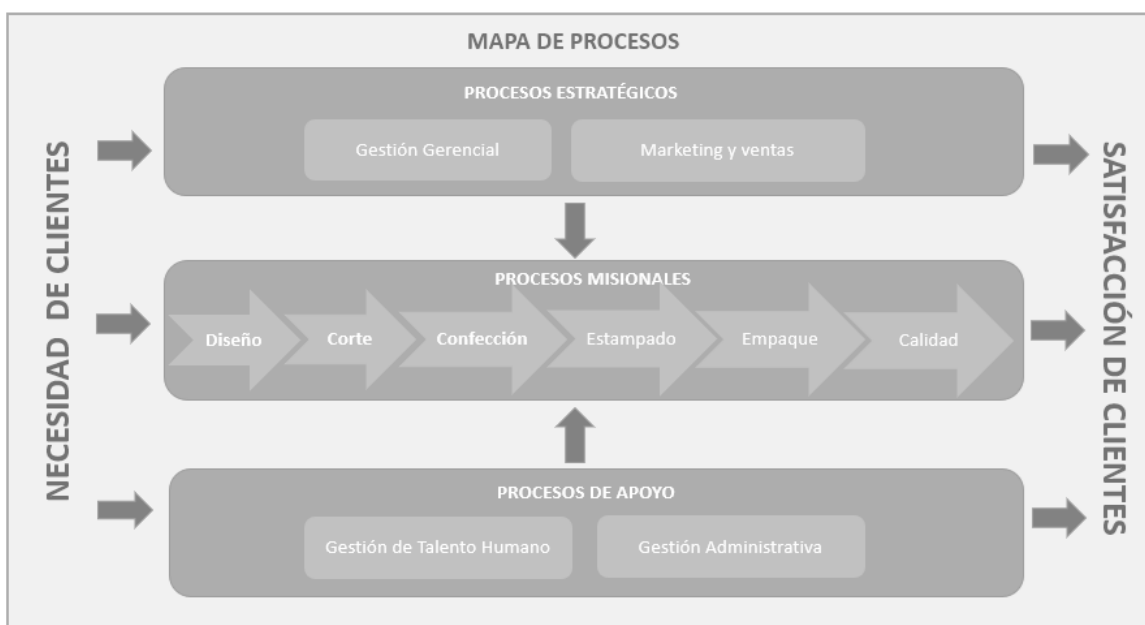 MAPA DE PROCESOS
NECESIDAD DE CLIENTES
PROCESOS ESTRATÉGICOS
Gestión Gerencial
Marketing y ventas
PROCESOS MISIONALES
Diseño
Corte
Confección
Estampado
Empaque
Calidad
PROCESOS DE APOYO
Gestión de Talento Humano
Gestión Administrativa
SATISFACCIÓN DE CLIENTES